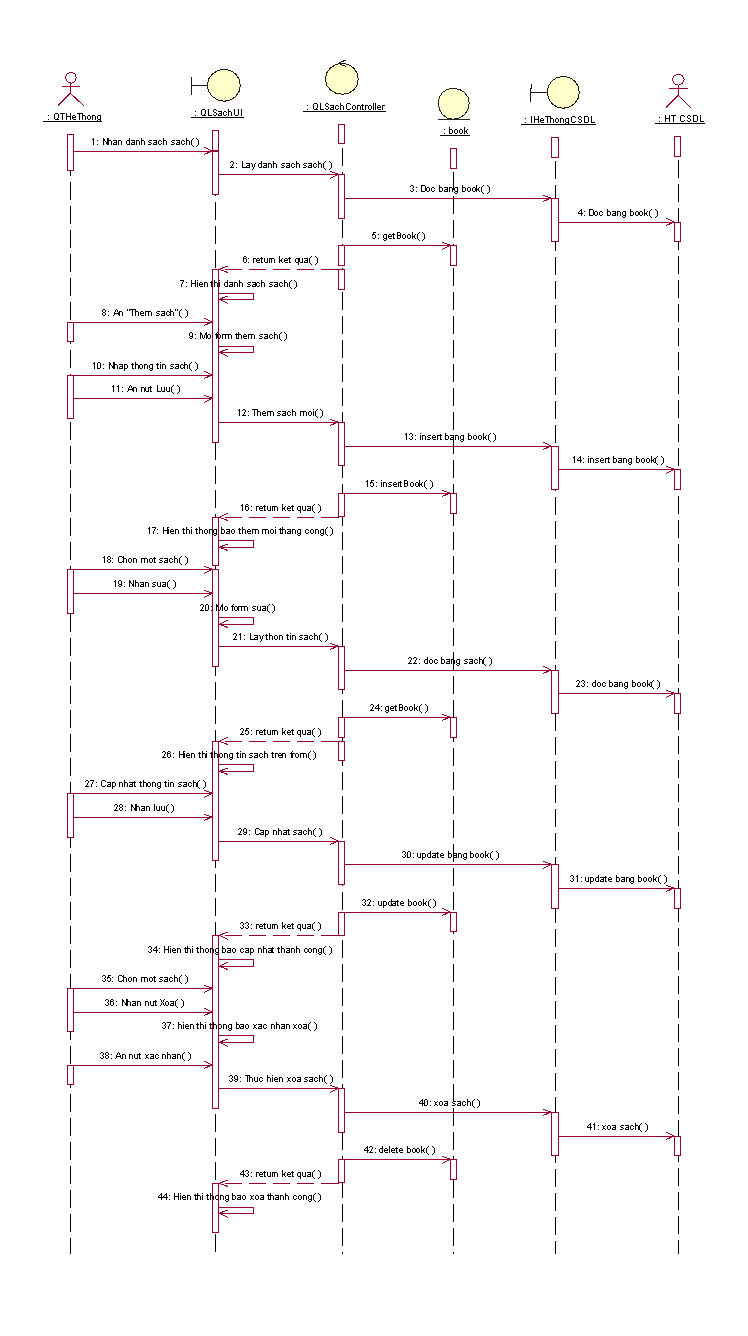 : QTHeThong
: QLSachUI
: QLSachController
: book
: IHeThongCSDL
: HT CSDL
1: Nhan danh sach sach( )
2: Lay danh sach sach( )
3: Doc bang book( )
4: Doc bang book( )
5: getBook( )
6: return ket qua( )
7: Hien thi danh sach sach( )
8: An "Them sach"( )
9: Mo form them sach( )
10: Nhap thong tin sach( )
11: An nut Luu( )
12: Them sach moi( )
13: insert bang book( )
14: insert bang book( )
15: insert Book( )
16: return ket qua( )
17: Hien thi thong bao them moi thang cong( )
18: Chon mot sach( )
19: Nhan sua( )
20: Mo form sua( )
21: Lay thon tin sach( )
22: doc bang sach( )
23: doc bang book( )
24: getBook( )
25: return ket qua( )
26: Hien thi thong tin sach tren from( )
27: Cap nhat thong tin sach( )
28: Nhan luu( )
29: Cap nhat sach( )
30: update bang book( )
31: update bang book( )
32: update book( )
33: return ket qua( )
34: Hien thi thong bao cap nhat thanh cong( )
35: Chon mot sach( )
36: Nhan nut Xoa( )
37: hien thi thong bao xac nhan xoa( )
38: An nut xac nhan( )
39: Thuc hien xoa sach( )
40: xoa sach( )
41: xoa sach( )
42: delete book( )
43: return ket qua( )
44: Hien thi thong bao xoa thanh cong( )